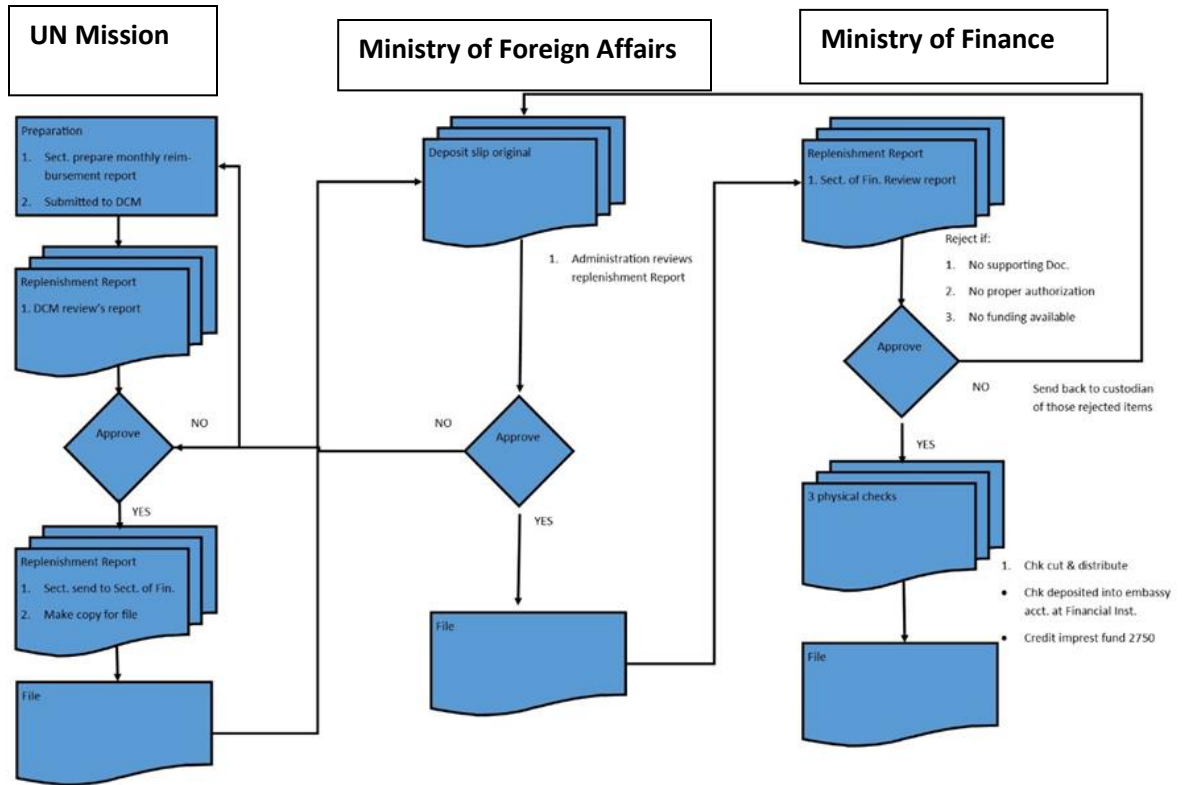 UN Mission
Preparation
1. Sect. prepare monthly reim-
bursement report
2. Submitted to DCM
Replenishment Report
1. DCM review's report
Approve
NO
YES
Replenishment Report
1. Sect. send to Sect. of Fin.
2. Make copy for file
File
Ministry of Foreign Affairs
Deposit slip original
1. Administration reviews
replenishment Report
NO
Approve
YES
File
Ministry of Finance
Replenishment Report
1. Sect. of Fin. Review report
Reject if:
1. No supporting Doc.
2. No proper authorization
3. No funding available
Approve
NO
Send back to custodian
of those rejected items
YES
3 physical checks
1. Chk cut & distribute
• Chk deposited into embassy
acct. at Financial Inst.
• Credit imprest fund 2750
File